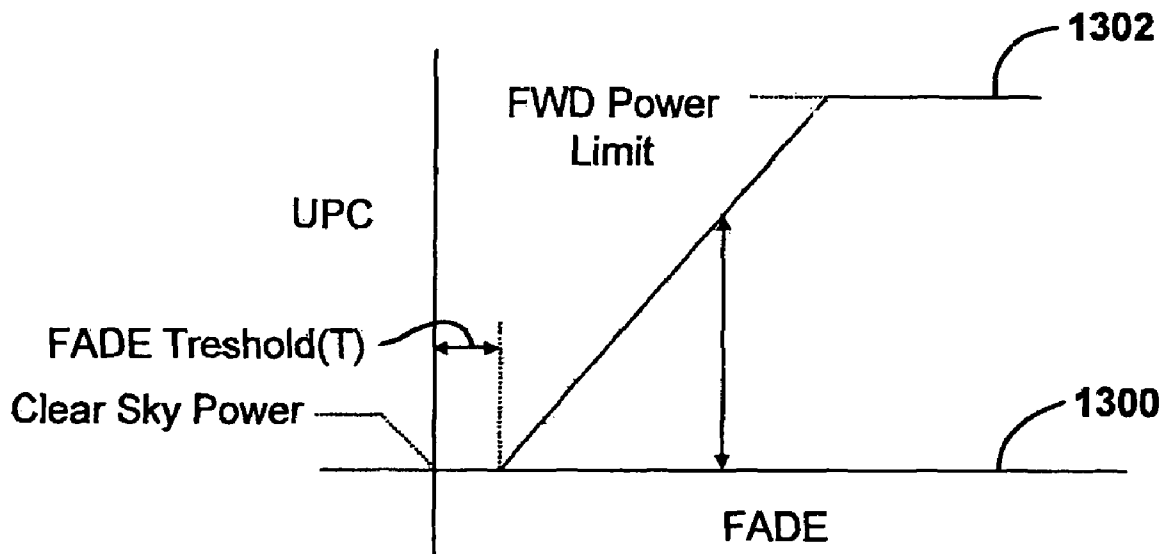 1302
FWD Power
Limit
UPC
FADE Treshold(T)
Clear Sky Power
1300
FADE